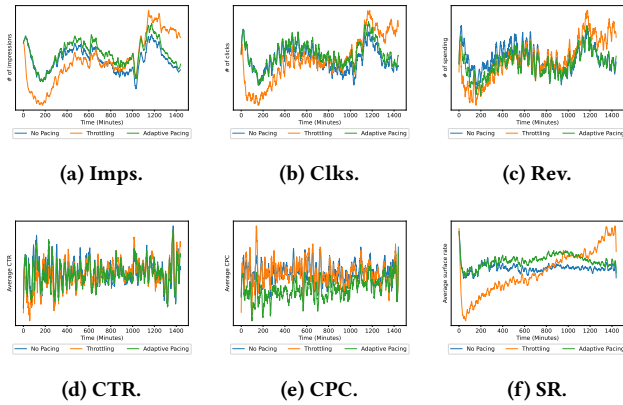 # of impressions
0 200 400 600 800 1000 1200 1400
Time (Minutes)
No Pacing Throttling Adaptive Pacing
(a) Imps.
# of clicks
0 200 400 600 800 1000 1200 1400
Time (Minutes)
No Pacing Throttling Adaptive Pacing
(b) Clks.
# of spending
0 200 400 600 800 1000 1200 1400
Time (Minutes)
No Pacing Throttling Adaptive Pacing
(c) Rev.
Average CTR
0 200 400 600 800 1000 1200 1400
Time (Minutes)
No Pacing Throttling Adaptive Pacing
(d) CTR.
Average CPC
0 200 400 600 800 1000 1200 1400
Time (Minutes)
No Pacing Throttling Adaptive Pacing
(e) CPC.
Average surface rate
0 200 400 600 800 1000 1200 1400
Time (Minutes)
No Pacing Throttling Adaptive Pacing
(f) SR.